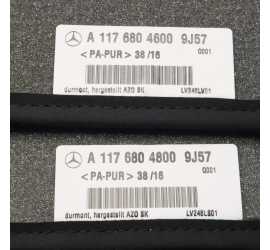 A 117 680 4600 9J57
0001
<PA-PUR> 38/16
durmont, hergestellt AZO SK LV246LS01
A 117 680 4800 9J57
0001
<PA-PUR> 38/16
durmont, hergestellt AZO SK LV246LS01